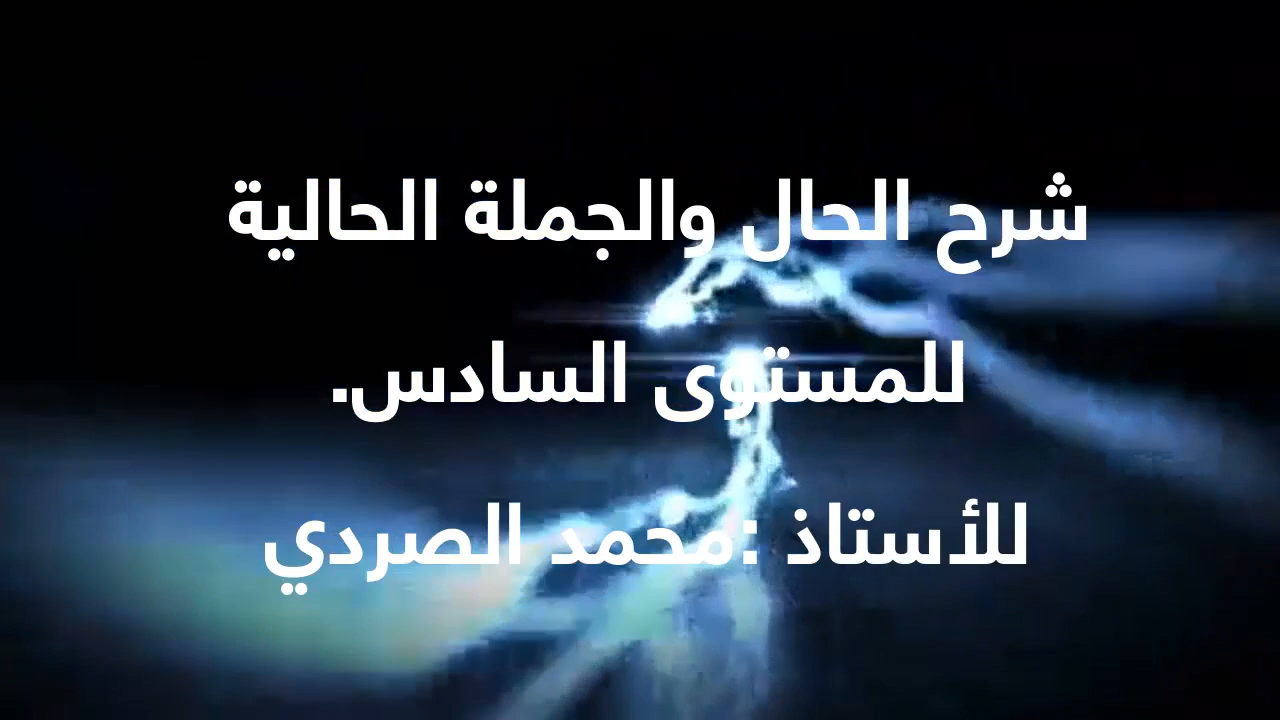 شرح الحال والجملة الحالية
للمستوى السادس.
للأستاذ :محمد الصردي